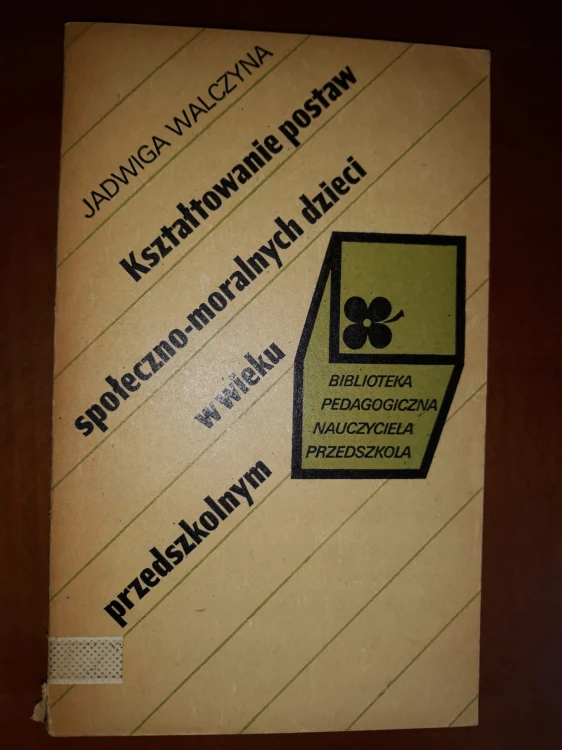 JADWIGA WALCZYNA
Kształtowanie postaw
społeczno-moralnych dzieci
w wieku
przedszkolnym
BIBLIOTEKA
PEDAGOGICZNA
NAUCZYCIELA
PRZEDSZKOLA